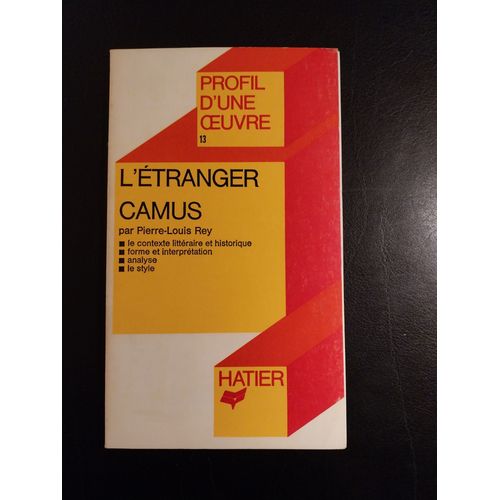 PROFIL
D'UNE
ŒUVRE
13
L'ÉTRANGER
CAMUS
par Pierre-Louis Rey
■ le contexte littéraire et historique
■ forme et interprétation
■ analyse
■ le style
HATIER